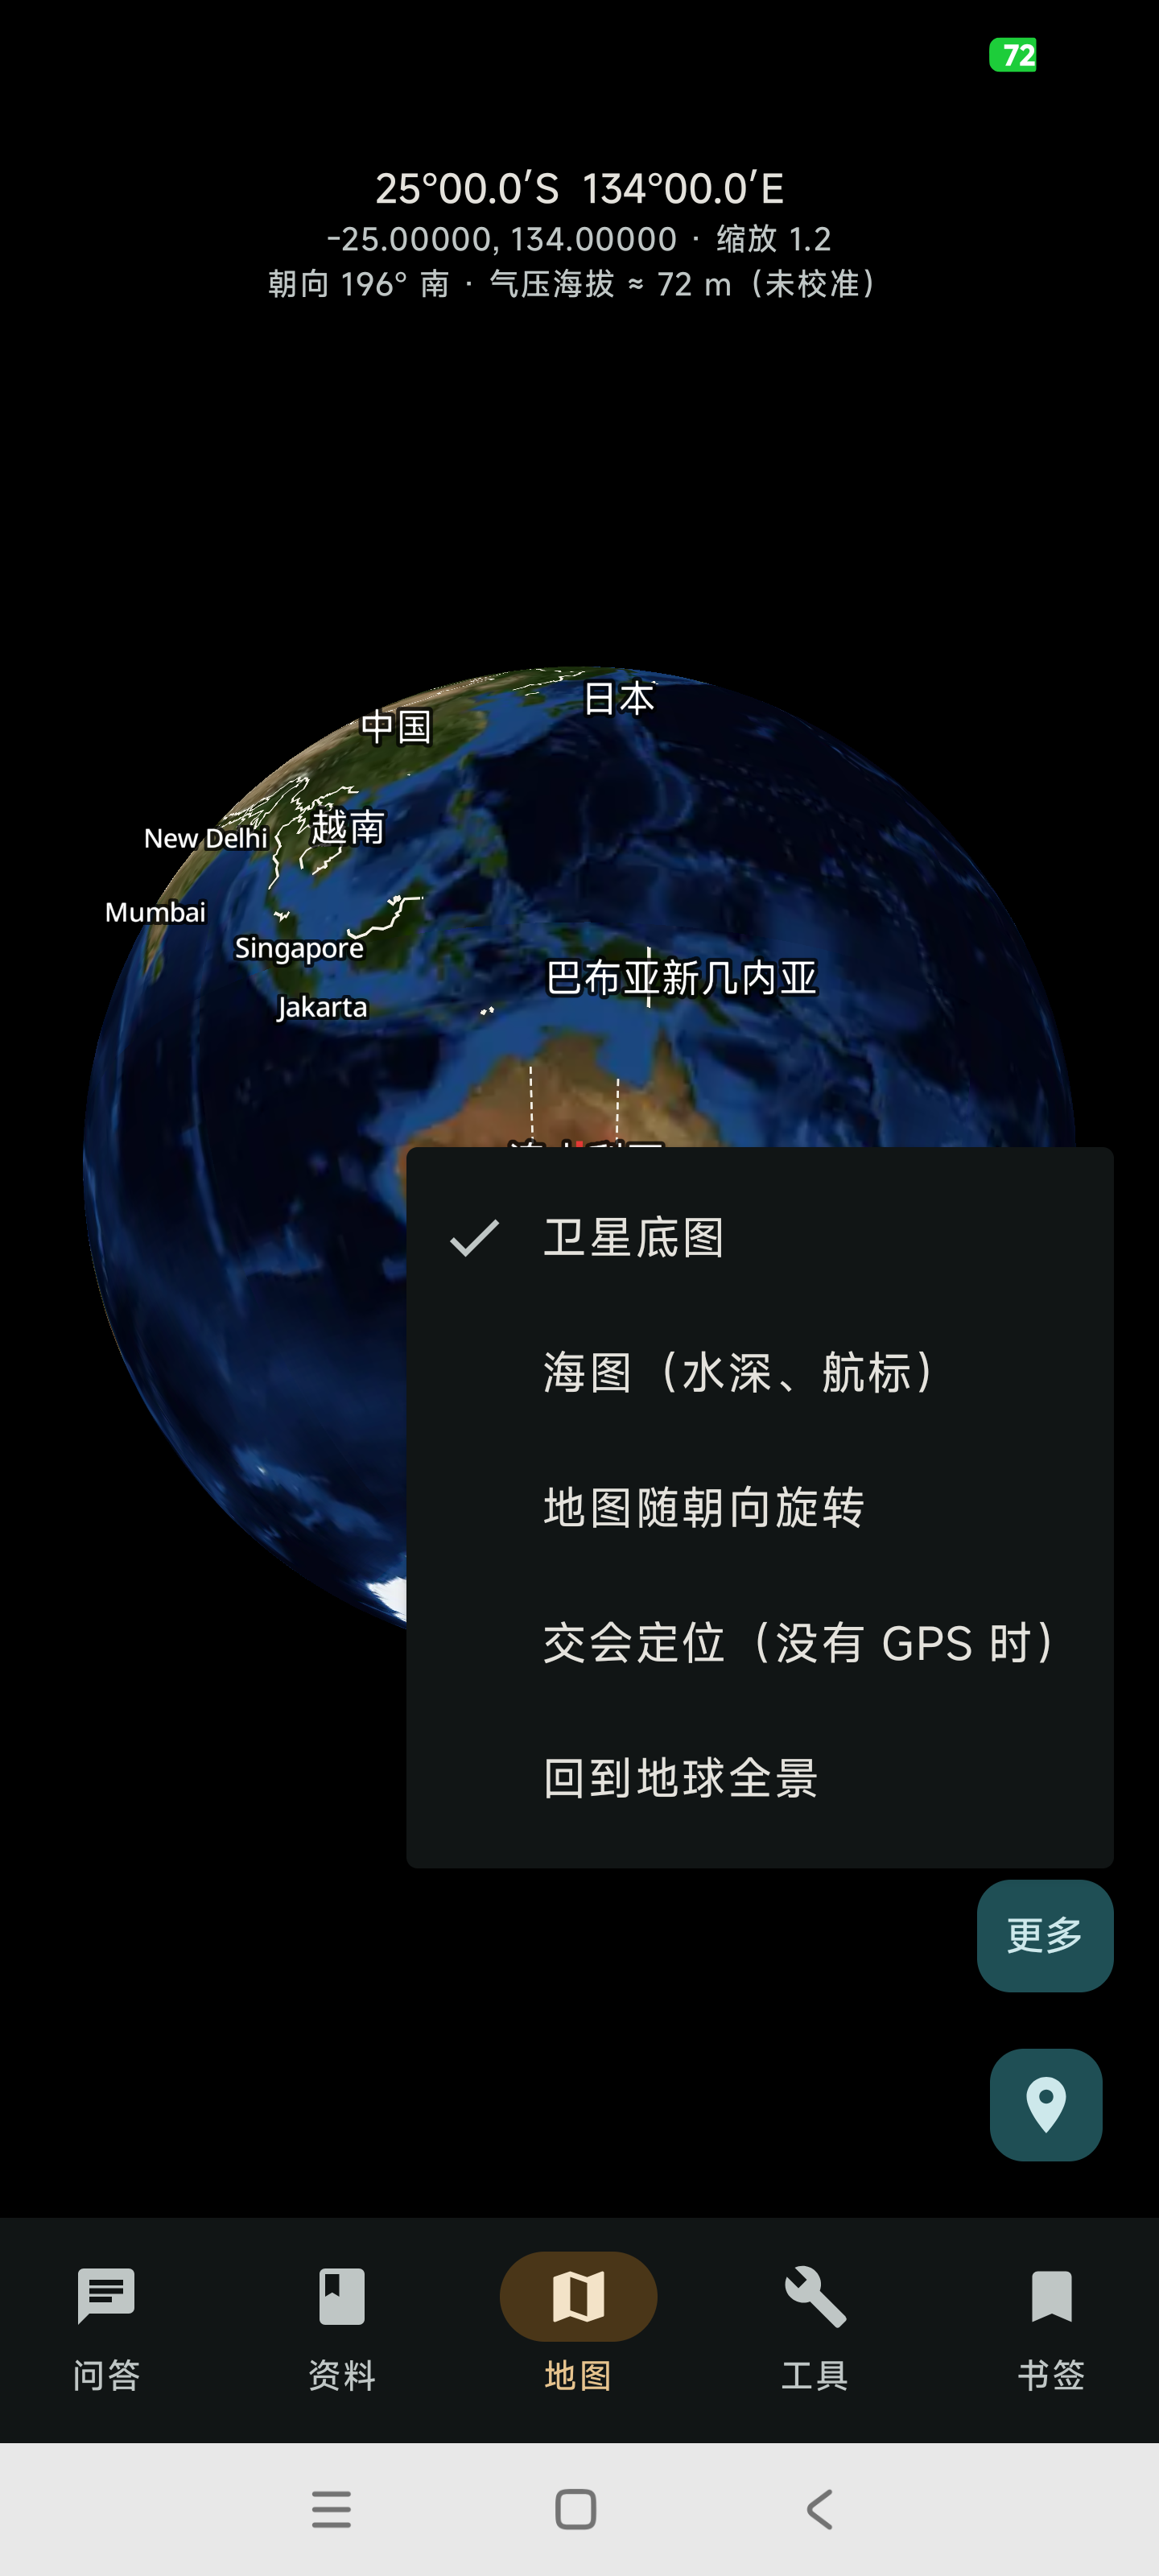 72
25°00.0′S 134°00.0′E
-25.00000, 134.00000 · 缩放 1.2
朝向 196° 南 · 气压海拔 ≈ 72 m（未校准）
日本
中国
越南
New Delhi
Mumbai
Singapore
巴布亚新几内亚
Jakarta
卫星底图
海图（水深、航标）
地图随朝向旋转
交会定位（没有 GPS 时）
回到地球全景
更多
问答
资料
地图
工具
书签